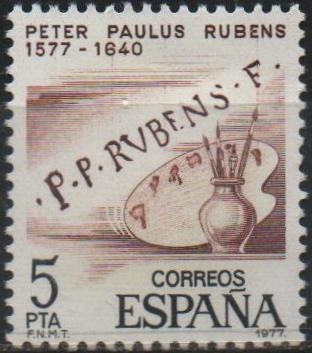 PETER PAULUS RUBENS
1577-1640
·P·P·RVBENS·F·
5
PTA
CORREOS
ESPAÑA
F.N.M.T.
1977.